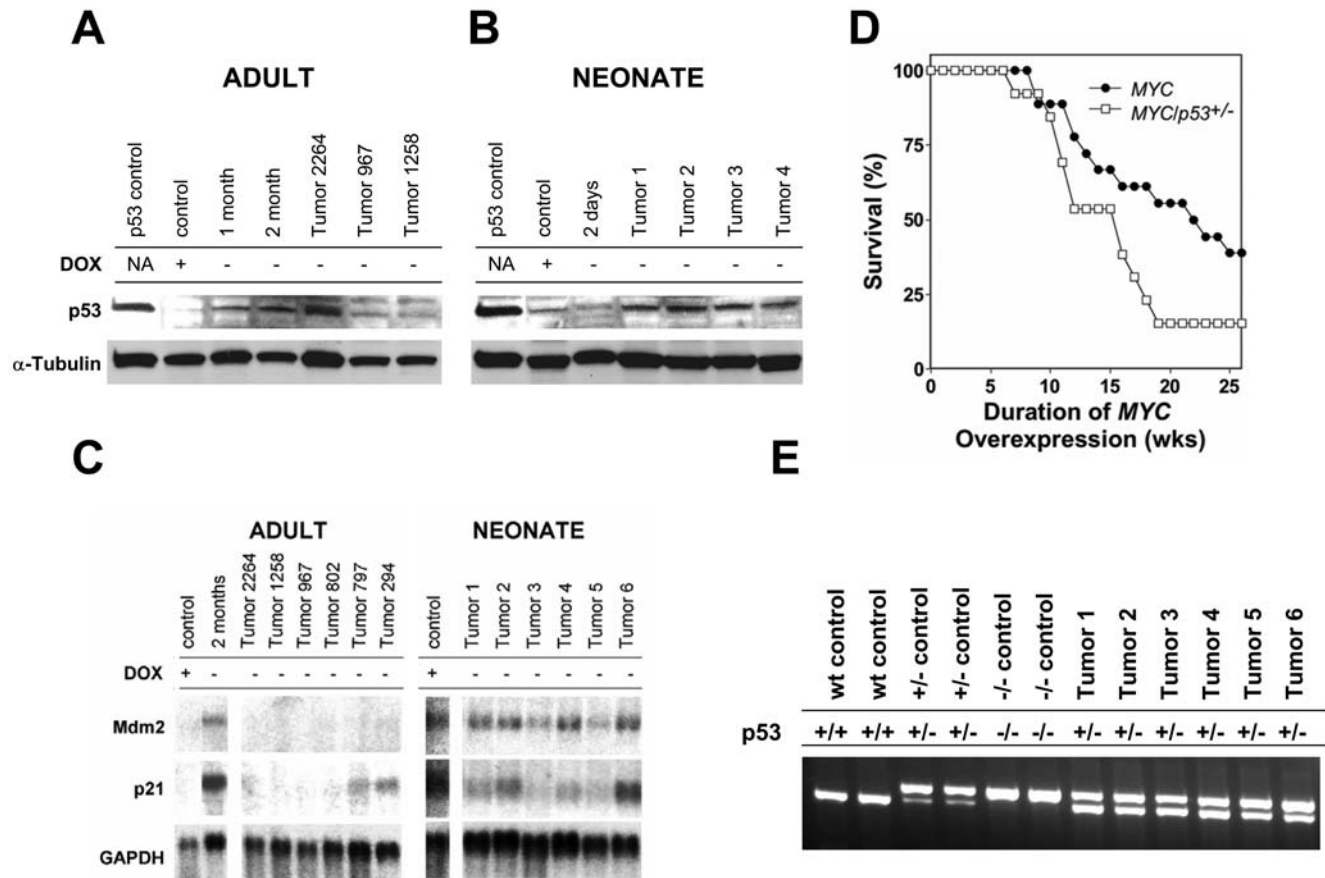 A
ADULT
p53 control
control
1 month
2 month
Tumor 2264
Tumor 967
Tumor 1258
DOX NA + - - - - -
p53
α-Tubulin
B
NEONATE
p53 control
control
2 days
Tumor 1
Tumor 2
Tumor 3
Tumor 4
NA + - - - - -
D
MYC
MYC/p53+/-
100
75
50
25
0
Survival (%)
0 5 10 15 20 25
Duration of MYC
Overexpression (wks)
C
ADULT
control
2 months
Tumor 2264
Tumor 1258
Tumor 967
Tumor 802
Tumor 797
Tumor 294
DOX + - - - - - - -
NEONATE
control
Tumor 1
Tumor 2
Tumor 3
Tumor 4
Tumor 5
Tumor 6
+ - - - - - -
Mdm2
p21
GAPDH
E
wt control
wt control
+/- control
+/- control
-/- control
-/- control
Tumor 1
Tumor 2
Tumor 3
Tumor 4
Tumor 5
Tumor 6
p53 +/+ +/+ +/- +/- -/- -/- +/- +/- +/- +/- +/- +/-